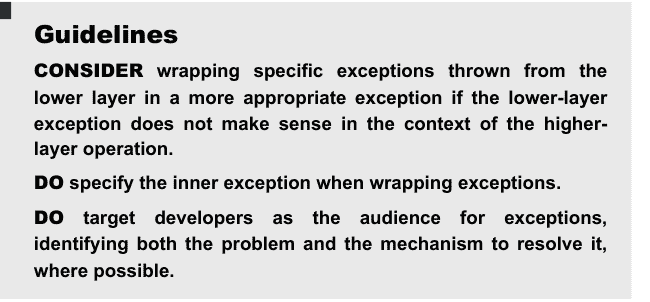 Guidelines
CONSIDER wrapping specific exceptions thrown from the
lower layer in a more appropriate exception if the lower-layer
exception does not make sense in the context of the higher-
layer operation.
DO specify the inner exception when wrapping exceptions.
DO target developers as the audience for exceptions,
identifying both the problem and the mechanism to resolve it,
where possible.